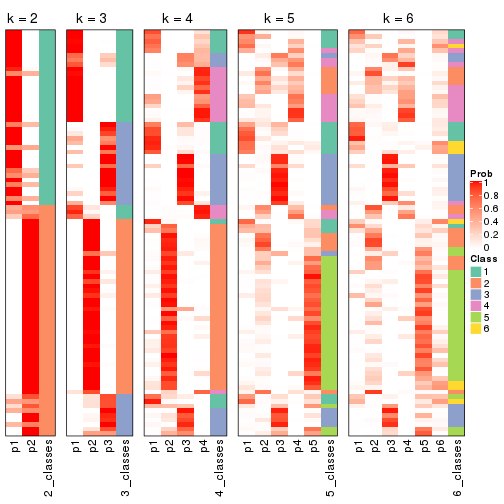 k = 2
k = 3
k = 4
k = 5
k = 6
Prob
1
0.8
0.6
0.4
0.2
0
Class
1
2
3
4
5
6
p1
p2
2_classes
p1
p2
p3
3_classes
p1
p2
p3
p4
4_classes
p1
p2
p3
p4
p5
5_classes
p1
p2
p3
p4
p5
p6
6_classes